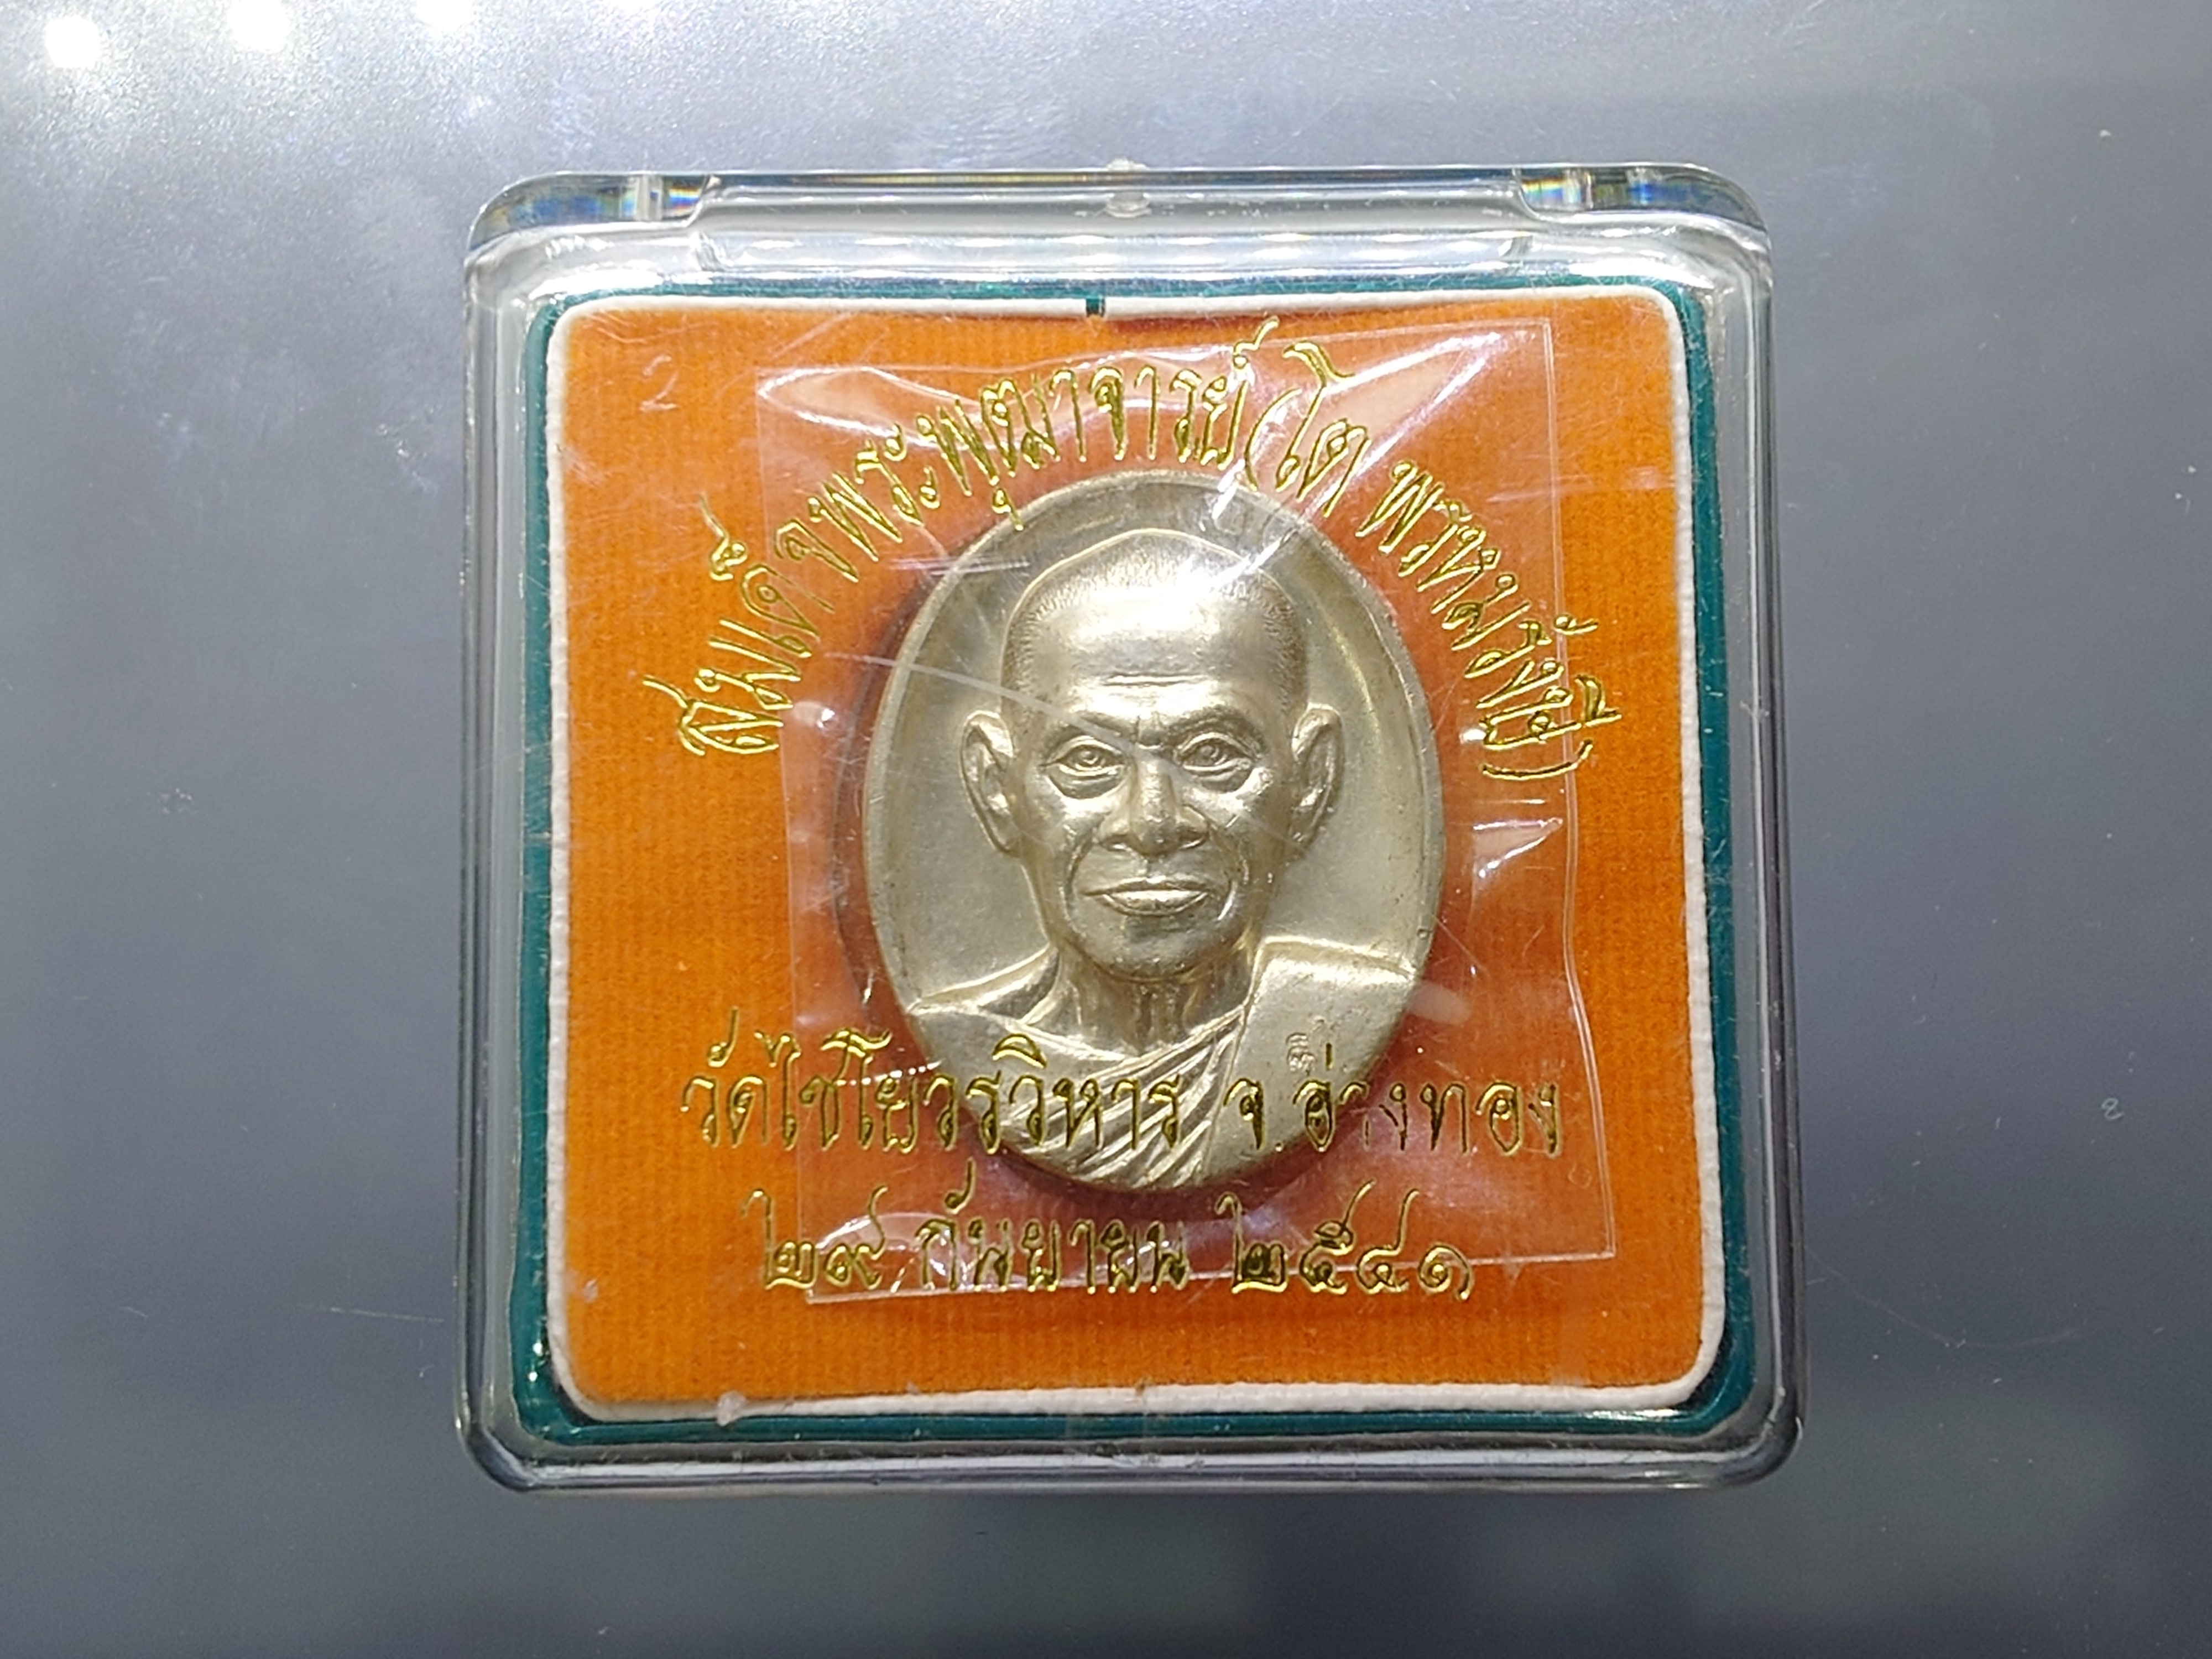 สมเด็จพระพุฒาจารย์ (โต พรหมรังษี)
วัดไชโยวรวิหาร จ.อ่างทอง
๒๙ กันยายน ๒๕๔๑